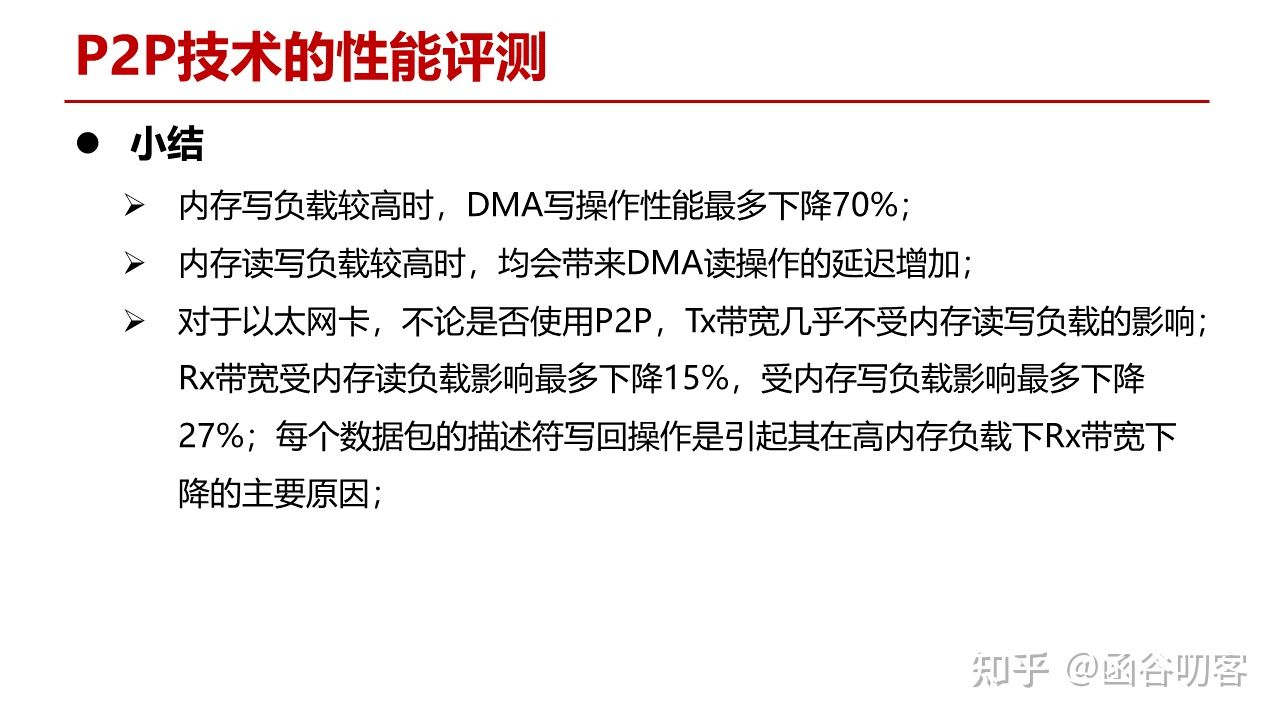 P2P技术的性能评测
● 小结
➢ 内存写负载较高时，DMA写操作性能最多下降70%；
➢ 内存读写负载较高时，均会带来DMA读操作的延迟增加；
➢ 对于以太网卡，不论是否使用P2P，Tx带宽几乎不受内存读写负载的影响；
Rx带宽受内存读负载影响最多下降15%，受内存写负载影响最多下降
27%；每个数据包的描述符写回操作是引起其在高内存负载下Rx带宽下
降的主要原因；
知乎 @函谷叨客